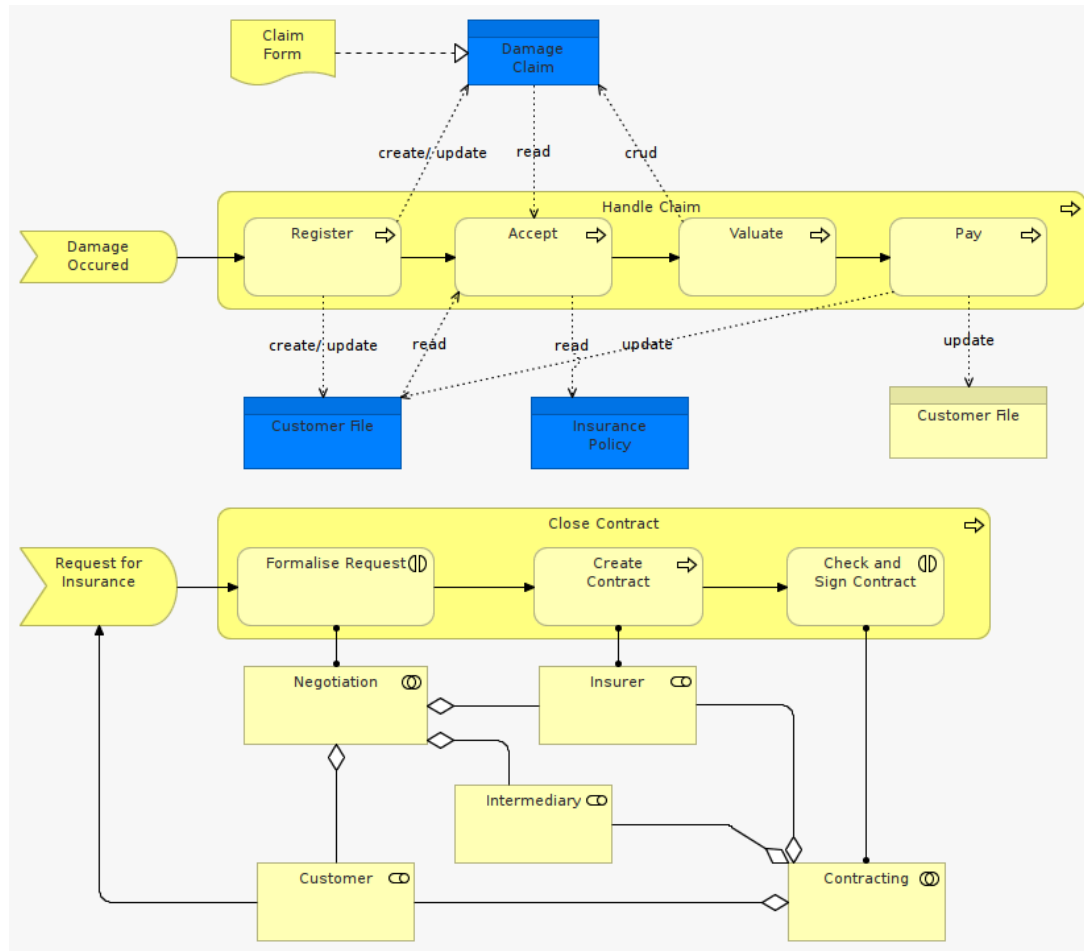 Claim
Form
Damage
Claim
create/ update
read
crud
Handle Claim
Damage
Occured
Register
Accept
Valuate
Pay
create/ update
read
read
update
update
Customer File
Insurance
Policy
Customer File
Close Contract
Request for
Insurance
Formalise Request
Create
Contract
Check and
Sign Contract
Negotiation
Insurer
Intermediary
Customer
Contracting